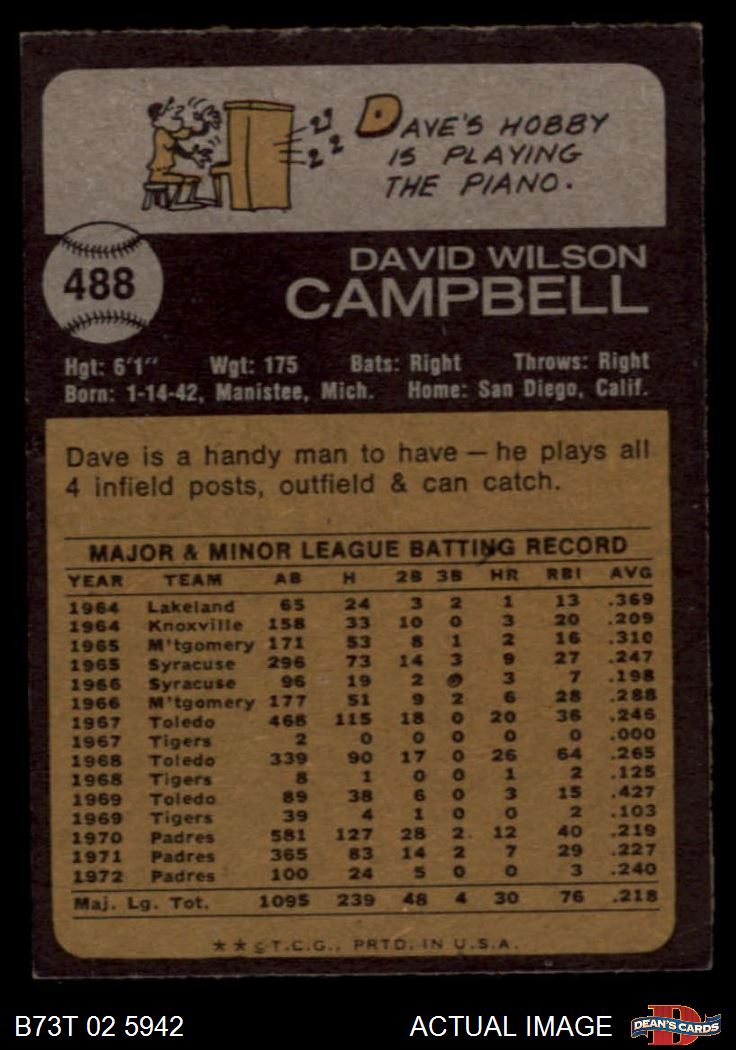 DAVE'S HOBBY
IS PLAYING
THE PIANO.
488
DAVID WILSON
CAMPBELL
Hgt: 6'1" Wgt: 175 Bats: Right Throws: Right
Born: 1-14-42, Manistee, Mich. Home: San Diego, Calif.
Dave is a handy man to have — he plays all
4 infield posts, outfield & can catch.
MAJOR & MINOR LEAGUE BATTING RECORD
YEAR TEAM AB H 2B 3B HR RBI AVG
1964 Lakeland 65 24 3 2 1 13 .369
1964 Knoxville 158 33 10 0 3 20 .209
1965 M'tgomery 171 53 8 1 2 16 .310
1965 Syracuse 296 73 14 3 9 27 .247
1966 Syracuse 96 19 2 0 3 7 .198
1966 M'tgomery 177 51 9 2 6 28 .288
1967 Toledo 468 115 18 0 20 36 .246
1967 Tigers 2 0 0 0 0 0 .000
1968 Toledo 339 90 17 0 26 64 .265
1968 Tigers 8 1 0 0 1 2 .125
1969 Toledo 89 38 6 0 3 15 .427
1969 Tigers 39 4 1 0 0 2 .103
1970 Padres 581 127 28 2 12 40 .219
1971 Padres 365 83 14 2 7 29 .227
1972 Padres 100 24 5 0 0 3 .240
Maj. Lg. Tot. 1095 239 48 4 30 76 .218
★★©T.C.G., PRTD. IN U.S.A.
B73T 02 5942 ACTUAL IMAGE DEAN'S CARDS